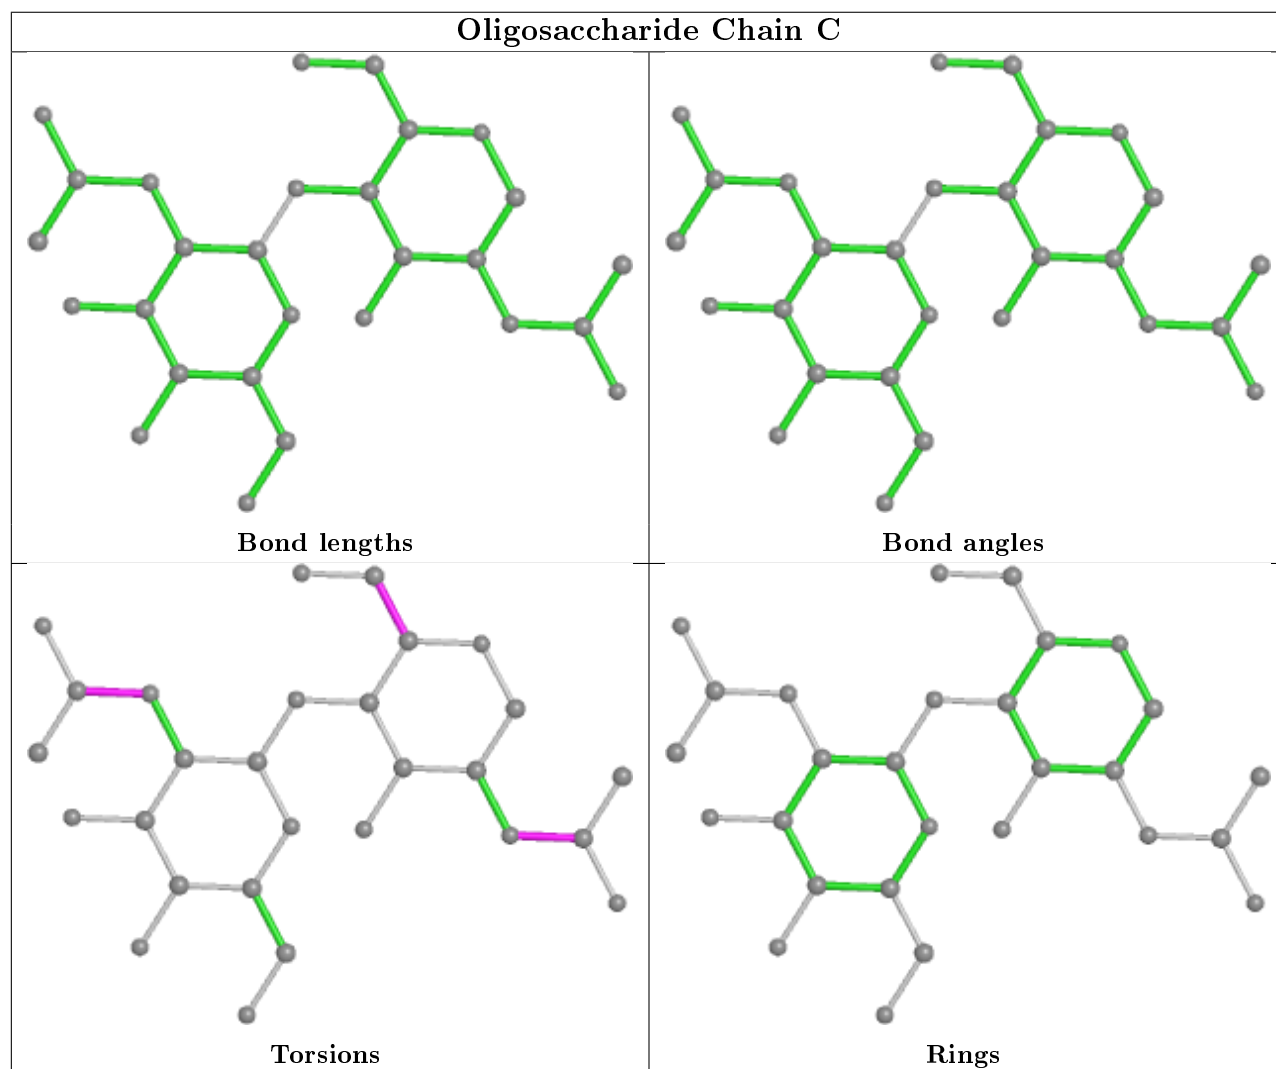 Oligosaccharide Chain C
Bond lengths
Bond angles
Torsions
Rings